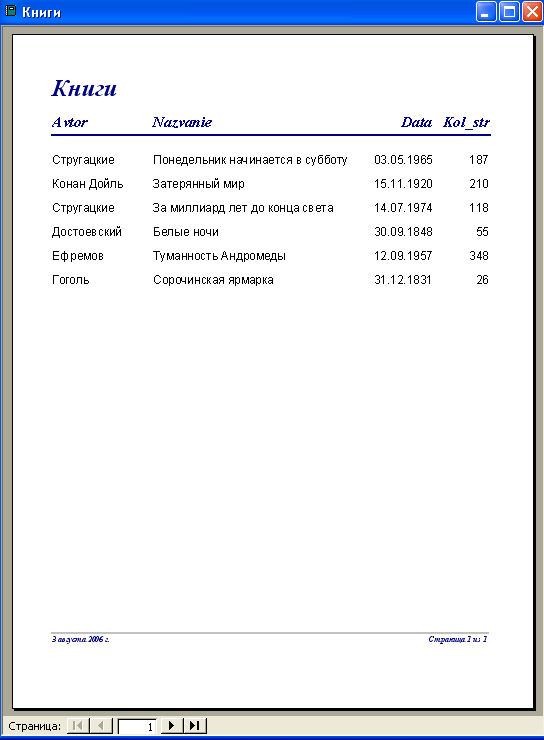 Книги
Книги
Avtor Nazvanie Data Kol_str
Стругацкие Понедельник начинается в субботу 03.05.1965 187
Конан Дойль Затерянный мир 15.11.1920 210
Стругацкие За миллиард лет до конца света 14.07.1974 118
Достоевский Белые ночи 30.09.1848 55
Ефремов Туманность Андромеды 12.09.1957 348
Гоголь Сорочинская ярмарка 31.12.1831 26
3 августа 2006 г. Страница 1 из 1
Страница: 1